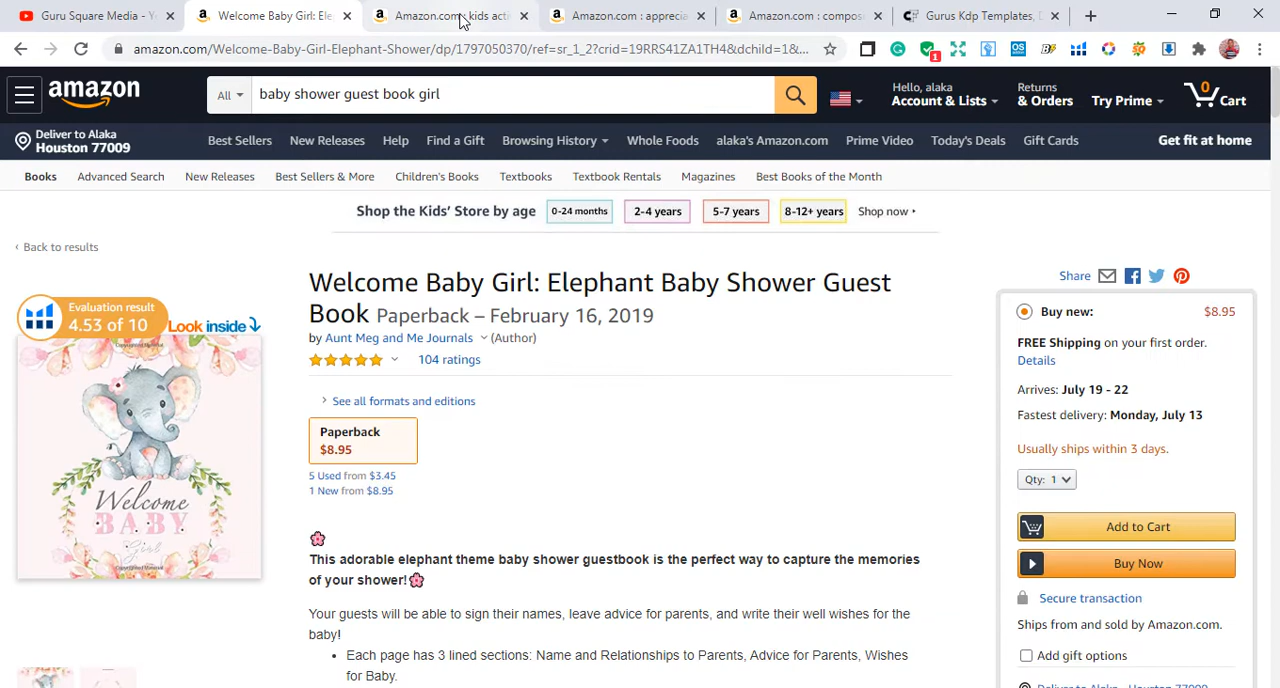 Guru Square Media - Y
Welcome Baby Girl: Ele
Amazon.com: kids acti
Amazon.com : apprecia
Amazon.com : compos
Gurus Kdp Templates, D
amazon.com/Welcome-Baby-Girl-Elephant-Shower/dp/1797050370/ref=sr_1_2?crid=19RRS41ZA1TH4&dchild=1&...
1
amazon
All
baby shower guest book girl
Hello, alaka
Account & Lists
Returns
& Orders
Try Prime
0
Cart
Deliver to Alaka
Houston 77009
Best Sellers New Releases Help Find a Gift Browsing History Whole Foods alaka's Amazon.com Prime Video Today's Deals Gift Cards Get fit at home
Books Advanced Search New Releases Best Sellers & More Children's Books Textbooks Textbook Rentals Magazines Best Books of the Month
Shop the Kids' Store by age 0-24 months 2-4 years 5-7 years 8-12+ years Shop now
‹ Back to results
Evaluation result
4.53 of 10
Look inside
Copyrighted Material
Welcome
BABY
Girl
Copyrighted Material
Welcome Baby Girl: Elephant Baby Shower Guest
Book Paperback – February 16, 2019
by Aunt Meg and Me Journals (Author)
104 ratings
See all formats and editions
Paperback
$8.95
5 Used from $3.45
1 New from $8.95
This adorable elephant theme baby shower guestbook is the perfect way to capture the memories
of your shower!
Your guests will be able to sign their names, leave advice for parents, and write their well wishes for the
baby!
• Each page has 3 lined sections: Name and Relationships to Parents, Advice for Parents, Wishes
for Baby.
Share
Buy new: $8.95
FREE Shipping on your first order.
Details
Arrives: July 19 - 22
Fastest delivery: Monday, July 13
Usually ships within 3 days.
Qty: 1
Add to Cart
Buy Now
Secure transaction
Ships from and sold by Amazon.com.
Add gift options
Deliver to Alaka - Houston 77009